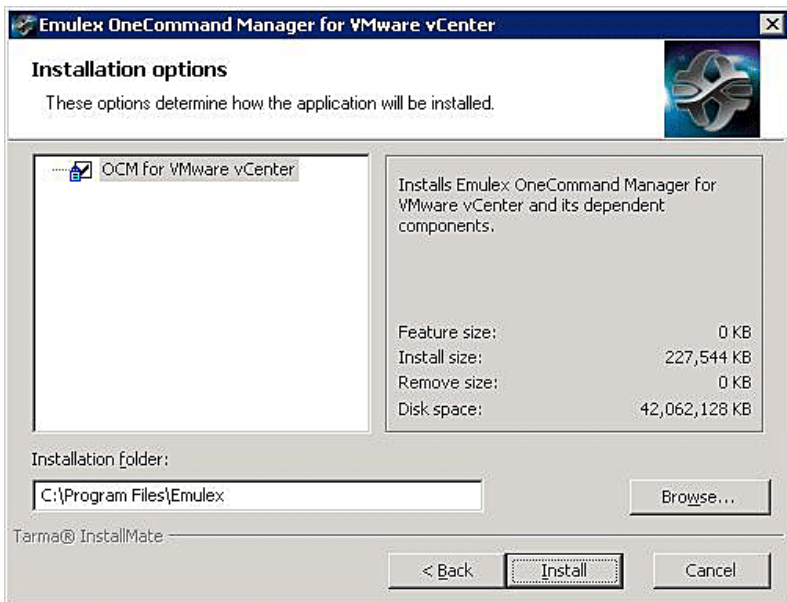 Emulex OneCommand Manager for VMware vCenter
Installation options
These options determine how the application will be installed.
OCM for VMware vCenter
Installs Emulex OneCommand Manager for
VMware vCenter and its dependent
components.
Feature size: 0 KB
Install size: 227,544 KB
Remove size: 0 KB
Disk space: 42,062,128 KB
Installation folder:
C:\Program Files\Emulex
Browse...
Tarma® InstallMate
< Back
Install
Cancel